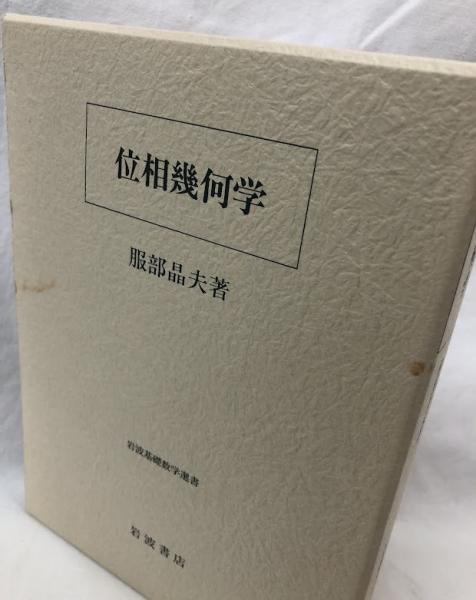 位相幾何学
服部晶夫著
岩波基礎数学選書
岩波書店